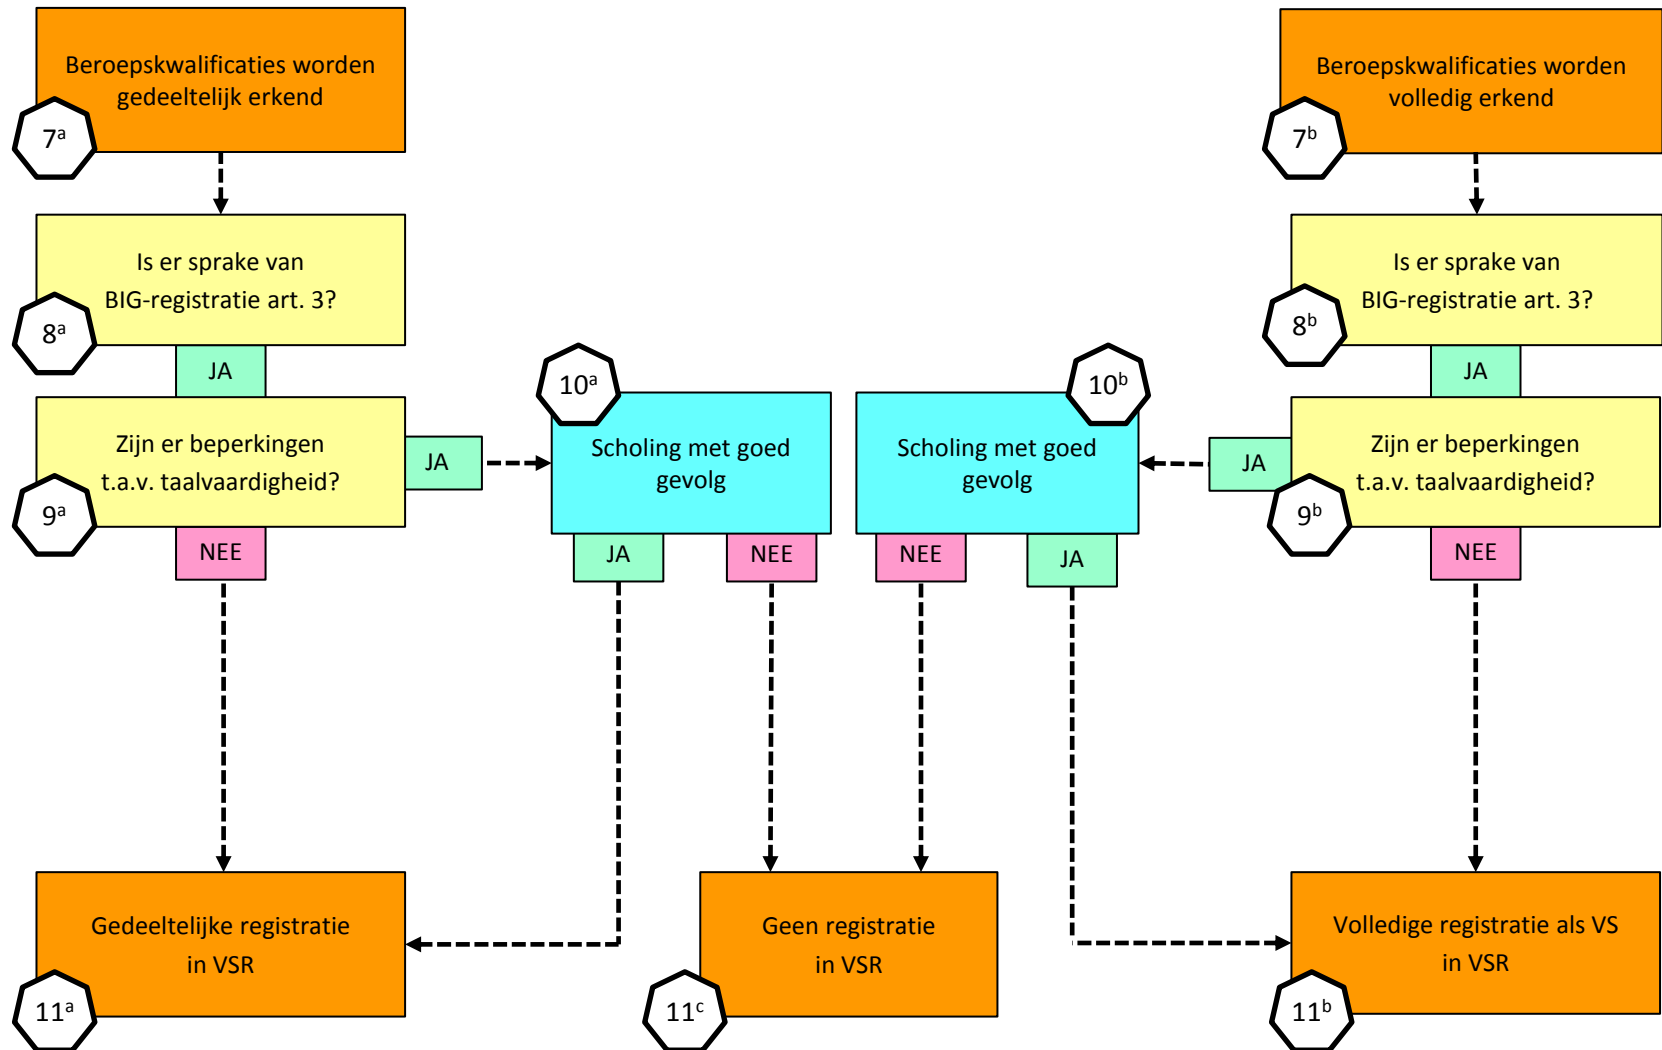 Beroepskwalificaties worden
gedeeltelijk erkend
7a
Beroepskwalificaties worden
volledig erkend
7b
Is er sprake van
BIG-registratie art. 3?
8a
JA
Is er sprake van
BIG-registratie art. 3?
8b
JA
Zijn er beperkingen
t.a.v. taalvaardigheid?
9a
JA
NEE
10a
Scholing met goed
gevolg
JA
NEE
10b
Scholing met goed
gevolg
NEE
JA
JA
Zijn er beperkingen
t.a.v. taalvaardigheid?
9b
NEE
Gedeeltelijke registratie
in VSR
11a
Geen registratie
in VSR
11c
Volledige registratie als VS
in VSR
11b